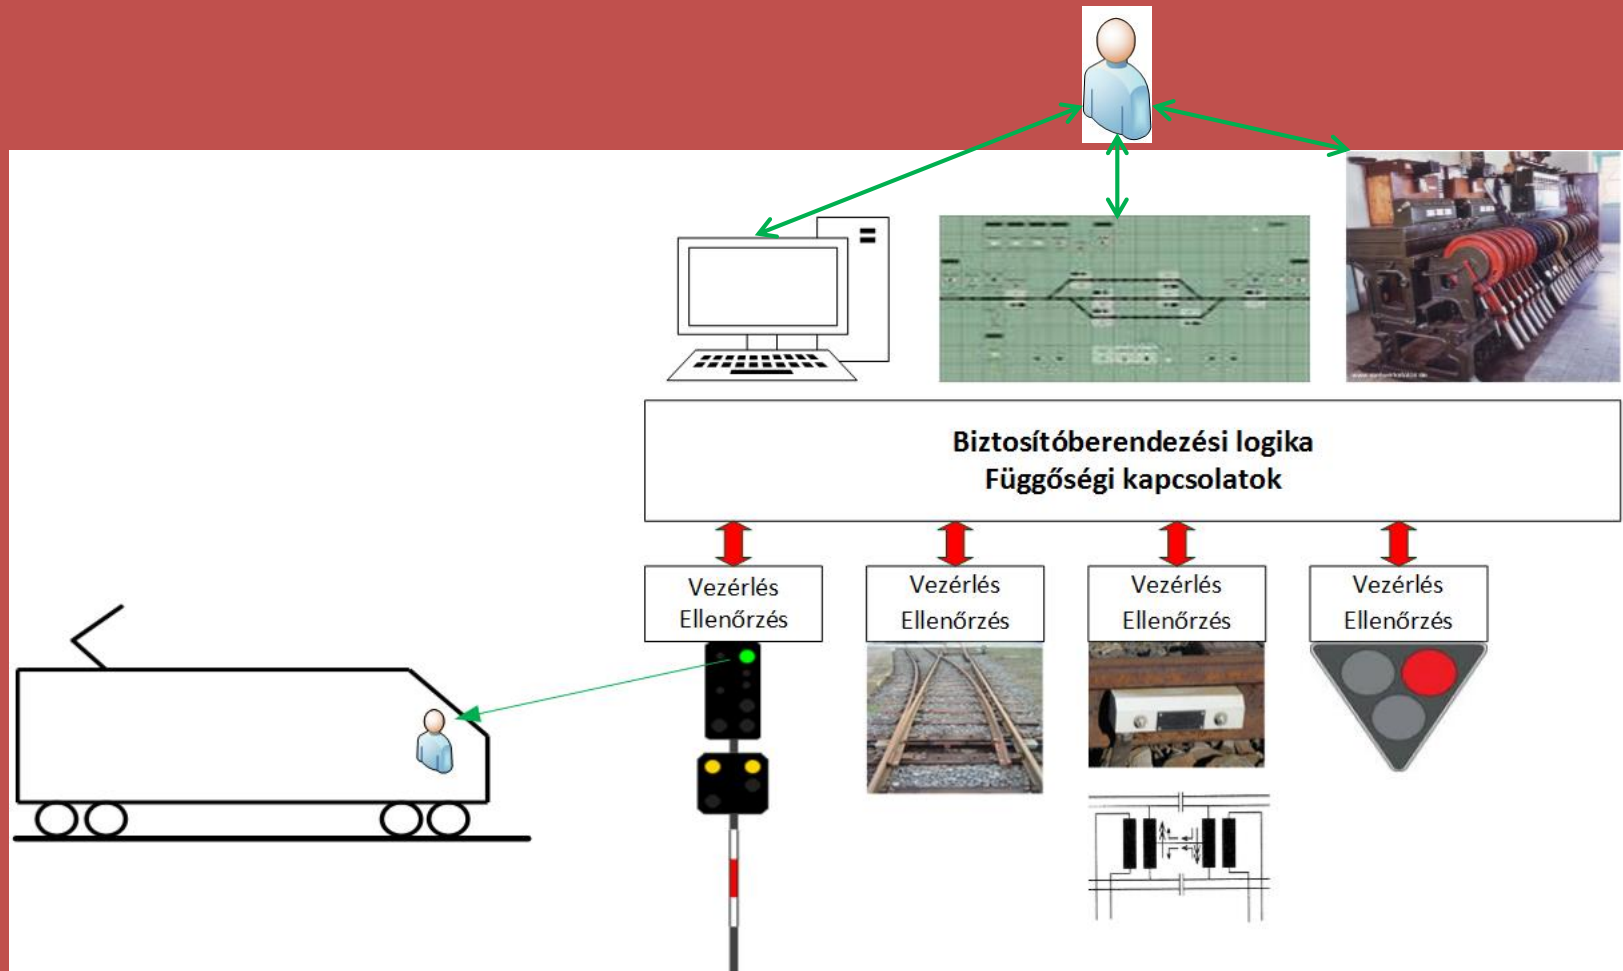 Biztosítóberendezési logika
Függőségi kapcsolatok
Vezérlés
Ellenőrzés
Vezérlés
Ellenőrzés
Vezérlés
Ellenőrzés
Vezérlés
Ellenőrzés